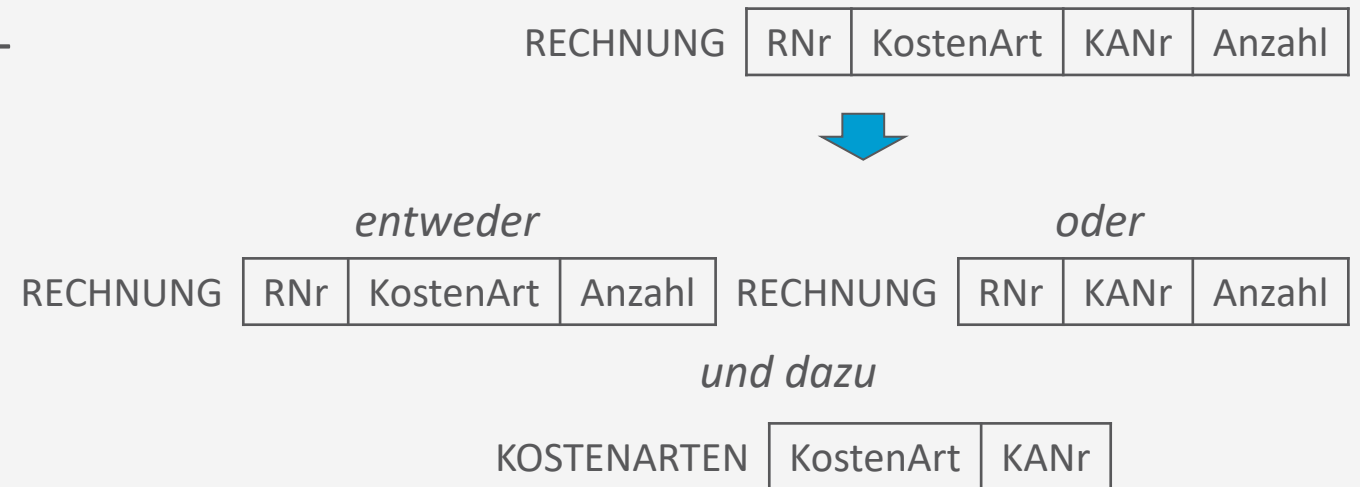 RECHNUNG RNr KostenArt KANr Anzahl
entweder oder
RECHNUNG RNr KostenArt Anzahl RECHNUNG RNr KANr Anzahl
und dazu
KOSTENARTEN KostenArt KANr